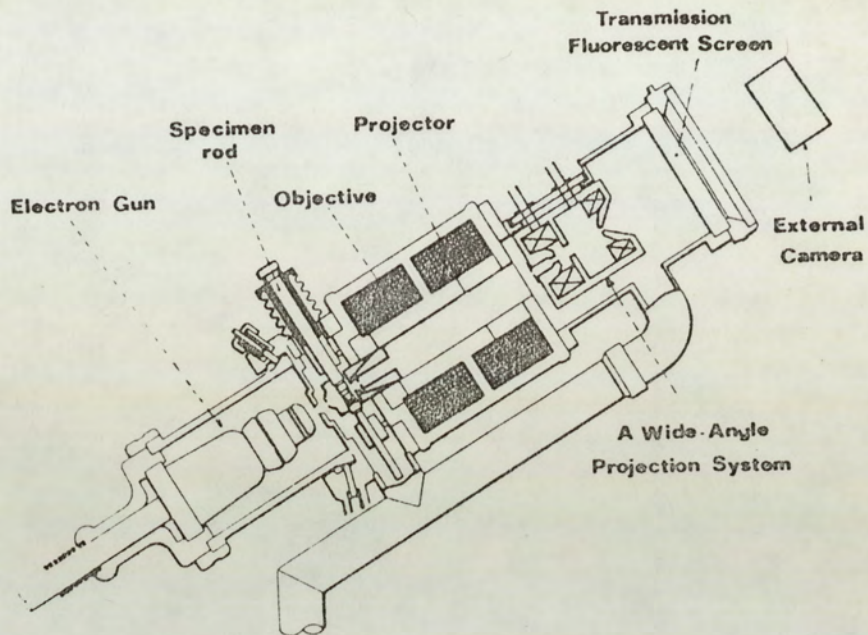 Transmission
Fluorescent Screen
Specimen
rod
Projector
Electron Gun
Objective
External
Camera
A Wide-Angle
Projection System